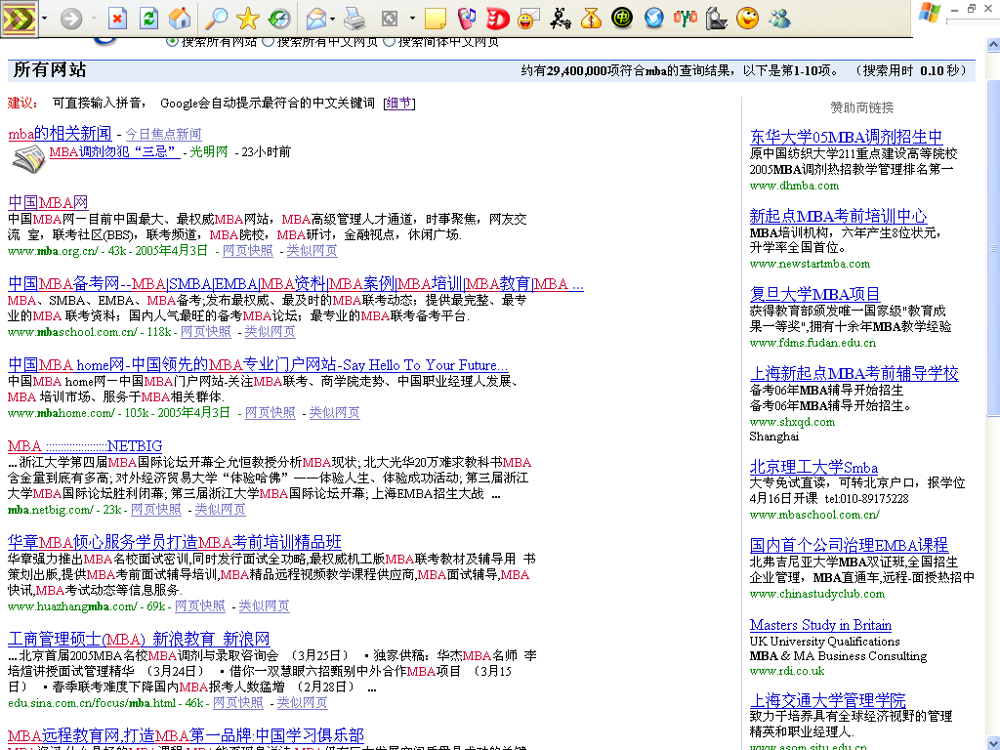 搜索所有网站 搜索所有中文网页 搜索简体中文网页
所有网站 约有29,400,000项符合mba的查询结果，以下是第1-10项。 （搜索用时 0.10 秒）
建议： 可直接输入拼音， Google会自动提示最符合的中文关键词 [细节]
mba的相关新闻 - 今日焦点新闻
MBA调剂勿犯“三忌” - 光明网 - 23小时前
中国MBA网
中国MBA网—目前中国最大、最权威MBA网站，MBA高级管理人才通道，时事聚焦，网友交
流 室，联考社区(BBS)，联考频道，MBA院校，MBA研讨，金融视点，休闲广场.
www.mba.org.cn/ - 43k - 2005年4月3日 - 网页快照 - 类似网页
中国MBA备考网--MBA|SMBA|EMBA|MBA资料|MBA案例|MBA培训|MBA教育|MBA ...
MBA、SMBA、EMBA、MBA备考;发布最权威、最及时的MBA联考动态；提供最完整、最专
业的MBA 联考资料；国内人气最旺的备考MBA论坛；最专业的MBA联考备考平台.
www.mbaschool.com.cn/ - 118k - 网页快照 - 类似网页
中国MBA home网-中国领先的MBA专业门户网站-Say Hello To Your Future...
中国MBA home网—中国MBA门户网站-关注MBA联考、商学院走势、中国职业经理人发展、
MBA 培训市场、服务于MBA相关群体.
www.mbahome.com/ - 105k - 2005年4月3日 - 网页快照 - 类似网页
MBA ::::::::::::::::::::NETBIG
... 浙江大学第四届MBA国际论坛开幕仝允恒教授分析MBA现状; 北大光华20万难求教科书MBA
含金量到底有多高; 对外经济贸易大学“体验哈佛”——体验人生、体验成功活动; 第三届浙江
大学MBA国际论坛胜利闭幕; 第三届浙江大学MBA国际论坛开幕; 上海EMBA招生大战 ...
mba.netbig.com/ - 23k - 网页快照 - 类似网页
华章MBA倾心服务学员打造MBA考前培训精品班
华章强力推出MBA名校面试密训,同时发行面试全功略,最权威机工版MBA联考教材及辅导用 书
策划出版,提供MBA考前面试辅导培训,MBA精品远程视频教学课程供应商,MBA面试辅导,MBA
快讯,MBA考试动态等信息服务.
www.huazhangmba.com/ - 69k - 网页快照 - 类似网页
工商管理硕士(MBA)_新浪教育_新浪网
... 北京首届2005MBA名校MBA调剂与录取咨询会 （3月25日） ·独家供稿：华杰MBA名师 李
培煊讲授面试管理精华 （3月24日） ·借你一双慧眼六招甄别中外合作MBA项目 （3月15
日） ·春季联考难度下降国内MBA报考人数猛增 （2月28日） ...
edu.sina.com.cn/focus/mba.html - 46k - 网页快照 - 类似网页
MBA远程教育网,打造MBA第一品牌:中国学习俱乐部
赞助商链接
东华大学05MBA调剂招生中
原中国纺织大学211重点建设高等院校
2005MBA调剂热招教学管理排名第一
www.dhmba.com
新起点MBA考前培训中心
MBA培训机构，六年产生8位状元，
升学率全国首位。
www.newstartmba.com
复旦大学MBA项目
获得教育部颁发唯一国家级"教育成
果一等奖",拥有十余年MBA教学经验
www.fdms.fudan.edu.cn
上海新起点MBA考前辅导学校
备考06年MBA辅导开始招生
备考06年MBA辅导开始招生。
www.shxqd.com
Shanghai
北京理工大学Smba
大专免试直读，可转北京户口，报学位
4月16日开课 tel:010-89175228
www.mbaschool.com.cn/
国内首个公司治理EMBA课程
北弗吉尼亚大学MBA双证班,全国招生
企业管理，MBA直通车,远程-面授热招中
www.chinastudyclub.com
Masters Study in Britain
UK University Qualifications
MBA & MA Business Consulting
www.rdi.co.uk
上海交通大学管理学院
致力于培养具有全球经济视野的管理
精英和职业经理人.
www.asom.sjtu.edu.cn